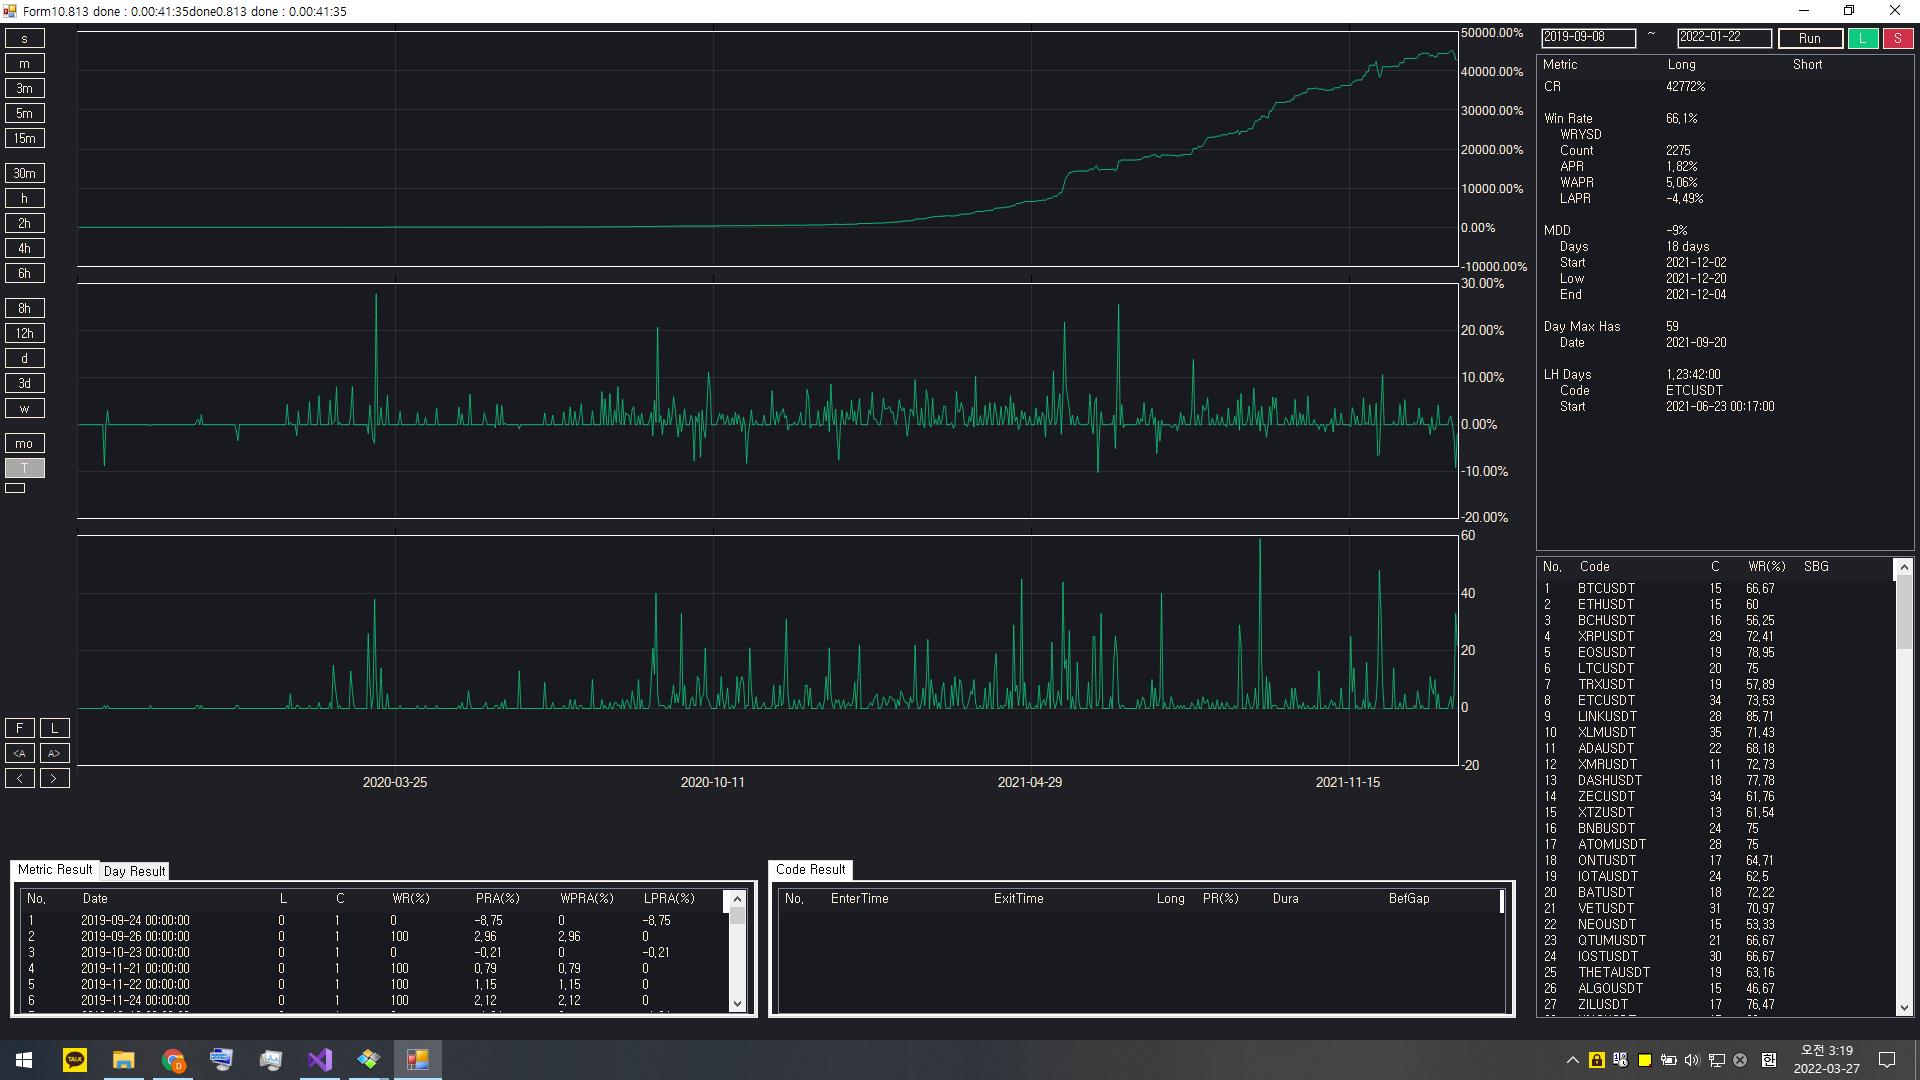 Form10.813 done : 0.00:41:35done0.813 done : 0.00:41:35
s
m
3m
5m
15m
30m
h
2h
4h
6h
8h
12h
d
3d
w
mo
T
F L
<A A>
< >
50000.00%
40000.00%
30000.00%
20000.00%
10000.00%
0.00%
-10000.00%
30.00%
20.00%
10.00%
0.00%
-10.00%
-20.00%
60
40
20
0
-20
2020-03-25 2020-10-11 2021-04-29 2021-11-15
2019-09-08 ~ 2022-01-22 Run L S
Metric Long Short
CR 42772%
Win Rate 66,1%
WRYSD
Count 2275
APR 1,82%
WAPR 5,06%
LAPR -4,49%
MDD -9%
Days 18 days
Start 2021-12-02
Low 2021-12-20
End 2021-12-04
Day Max Has 59
Date 2021-09-20
LH Days 1,23:42:00
Code ETCUSDT
Start 2021-06-23 00:17:00
No, Code C WR(%) SBG
1 BTCUSDT 15 66,67
2 ETHUSDT 15 60
3 BCHUSDT 16 56,25
4 XRPUSDT 29 72,41
5 EOSUSDT 19 78,95
6 LTCUSDT 20 75
7 TRXUSDT 19 57,89
8 ETCUSDT 34 73,53
9 LINKUSDT 28 85,71
10 XLMUSDT 35 71,43
11 ADAUSDT 22 68,18
12 XMRUSDT 11 72,73
13 DASHUSDT 18 77,78
14 ZECUSDT 34 61,76
15 XTZUSDT 13 61,54
16 BNBUSDT 24 75
17 ATOMUSDT 28 75
18 ONTUSDT 17 64,71
19 IOTAUSDT 24 62,5
20 BATUSDT 18 72,22
21 VETUSDT 31 70,97
22 NEOUSDT 15 53,33
23 QTUMUSDT 21 66,67
24 IOSTUSDT 30 66,67
25 THETAUSDT 19 63,16
26 ALGOUSDT 15 46,67
27 ZILUSDT 17 76,47
Metric Result Day Result
No, Date L C WR(%) PRA(%) WPRA(%) LPRA(%)
1 2019-09-24 00:00:00 0 1 0 -8,75 0 -8,75
2 2019-09-26 00:00:00 0 1 100 2,96 2,96 0
3 2019-10-23 00:00:00 0 1 0 -0,21 0 -0,21
4 2019-11-21 00:00:00 0 1 100 0,79 0,79 0
5 2019-11-22 00:00:00 0 1 100 1,15 1,15 0
6 2019-11-24 00:00:00 0 1 100 2,12 2,12 0
Code Result
No, EnterTime ExitTime Long PR(%) Dura BefGap
TALK
오전 3:19
2022-03-27